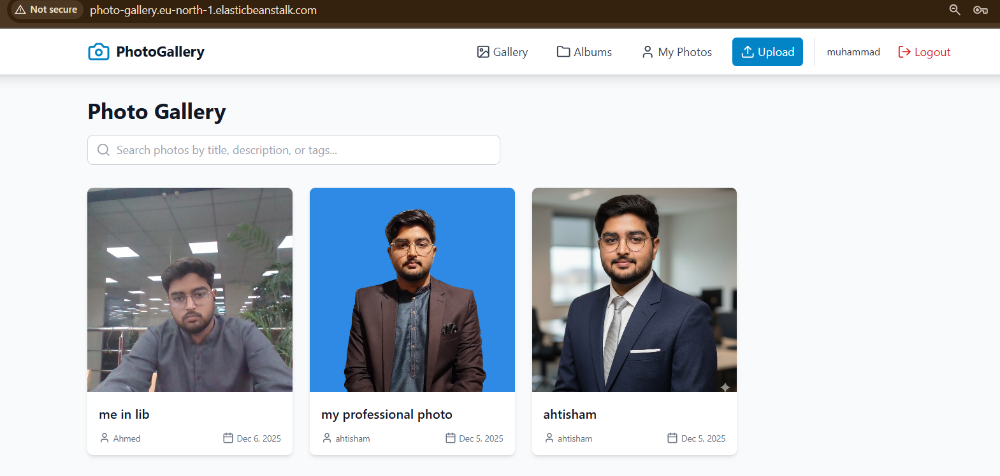 Not secure photo-gallery.eu-north-1.elasticbeanstalk.com
PhotoGallery Gallery Albums My Photos Upload muhammad Logout
Photo Gallery
Search photos by title, description, or tags...
me in lib
Ahmed Dec 6, 2025
my professional photo
ahtisham Dec 5, 2025
ahtisham
ahtisham Dec 5, 2025